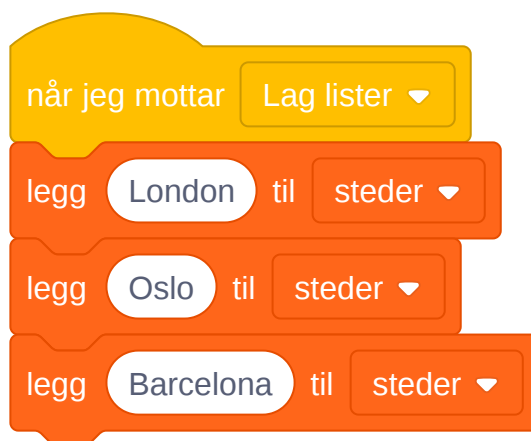 når jeg mottar Lag lister
legg London til steder
legg Oslo til steder
legg Barcelona til steder